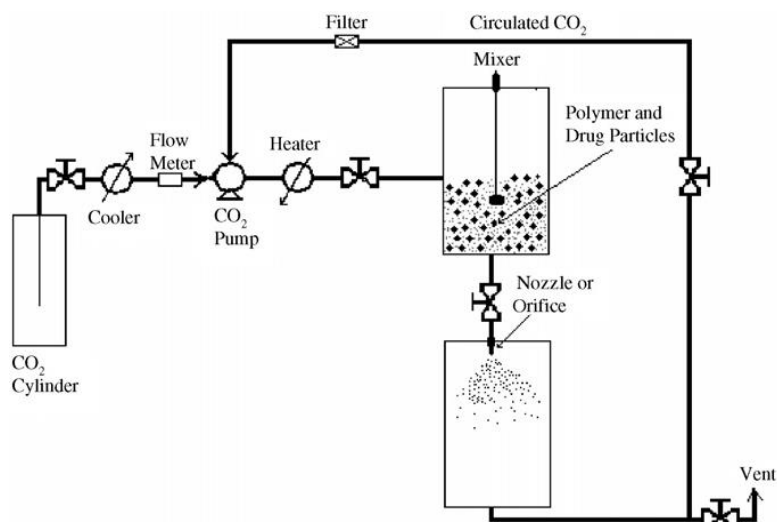 Filter
Circulated CO₂
Mixer
Polymer and
Drug Particles
Flow
Meter
Heater
Cooler
CO₂
Pump
Nozzle or
Orifice
CO₂
Cylinder
Vent